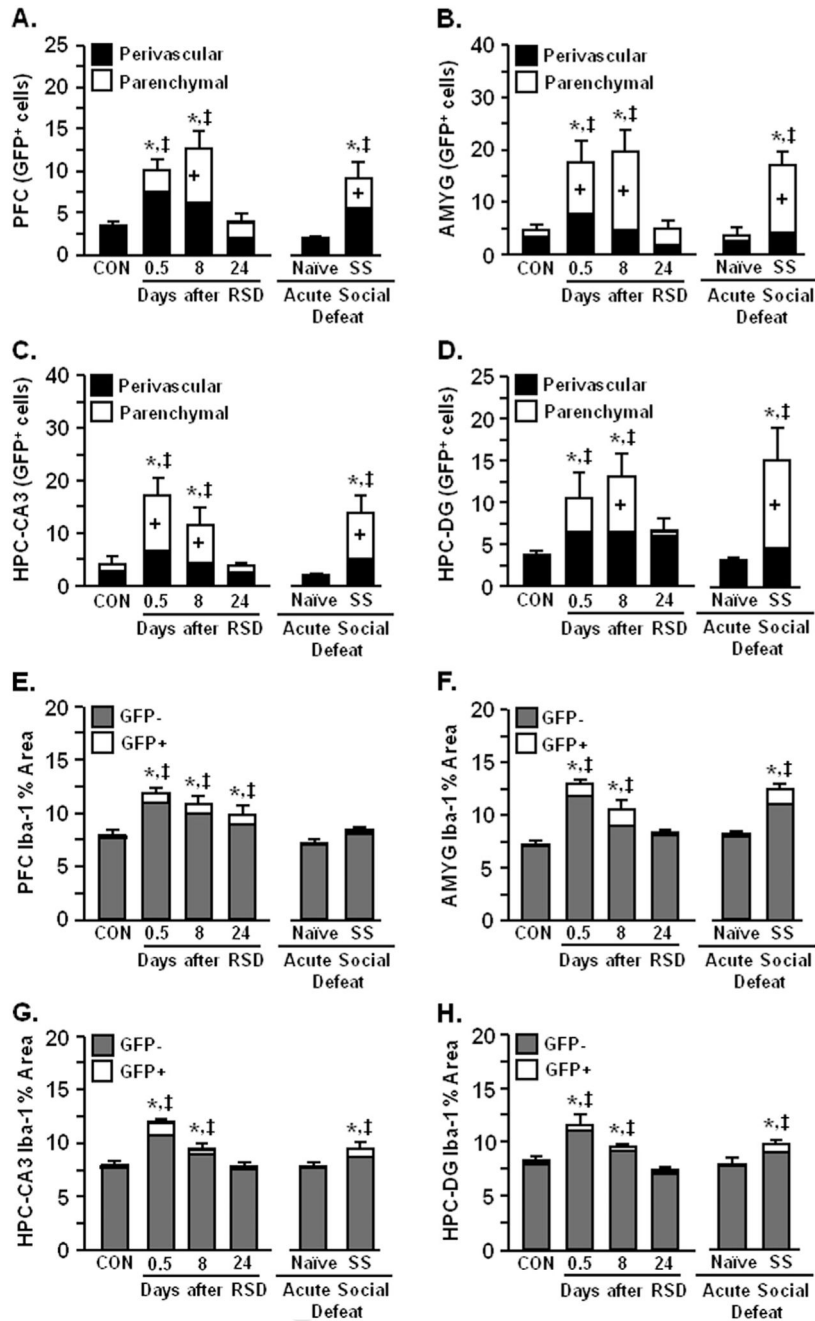 A.
PFC (GFP⁺ cells)
25
20
15
10
5
0
Perivascular
Parenchymal
*,‡
*,‡
+
*,‡
+
CON
0.5
8
24
Naïve
SS
Days after RSD
Acute Social
Defeat
B.
AMYG (GFP⁺ cells)
40
30
20
10
0
Perivascular
Parenchymal
*,‡
+
*,‡
+
*,‡
+
CON
0.5
8
24
Naïve
SS
Days after RSD
Acute Social
Defeat
C.
HPC-CA3 (GFP⁺ cells)
40
30
20
10
0
Perivascular
Parenchymal
*,‡
+
*,‡
+
*,‡
+
CON
0.5
8
24
Naïve
SS
Days after RSD
Acute Social
Defeat
D.
HPC-DG (GFP⁺ cells)
25
20
15
10
5
0
Perivascular
Parenchymal
*,‡
*,‡
+
*,‡
+
CON
0.5
8
24
Naïve
SS
Days after RSD
Acute Social
Defeat
E.
PFC Iba-1 % Area
20
15
10
5
0
GFP-
GFP+
*,‡
*,‡
*,‡
CON
0.5
8
24
Naïve
SS
Days after RSD
Acute Social
Defeat
F.
AMYG Iba-1 % Area
20
15
10
5
0
GFP-
GFP+
*,‡
*,‡
*,‡
CON
0.5
8
24
Naïve
SS
Days after RSD
Acute Social
Defeat
G.
HPC-CA3 Iba-1 % Area
20
15
10
5
0
GFP-
GFP+
*,‡
*,‡
*,‡
CON
0.5
8
24
Naïve
SS
Days after RSD
Acute Social
Defeat
H.
HPC-DG Iba-1 % Area
20
15
10
5
0
GFP-
GFP+
*,‡
*,‡
*,‡
CON
0.5
8
24
Naïve
SS
Days after RSD
Acute Social
Defeat